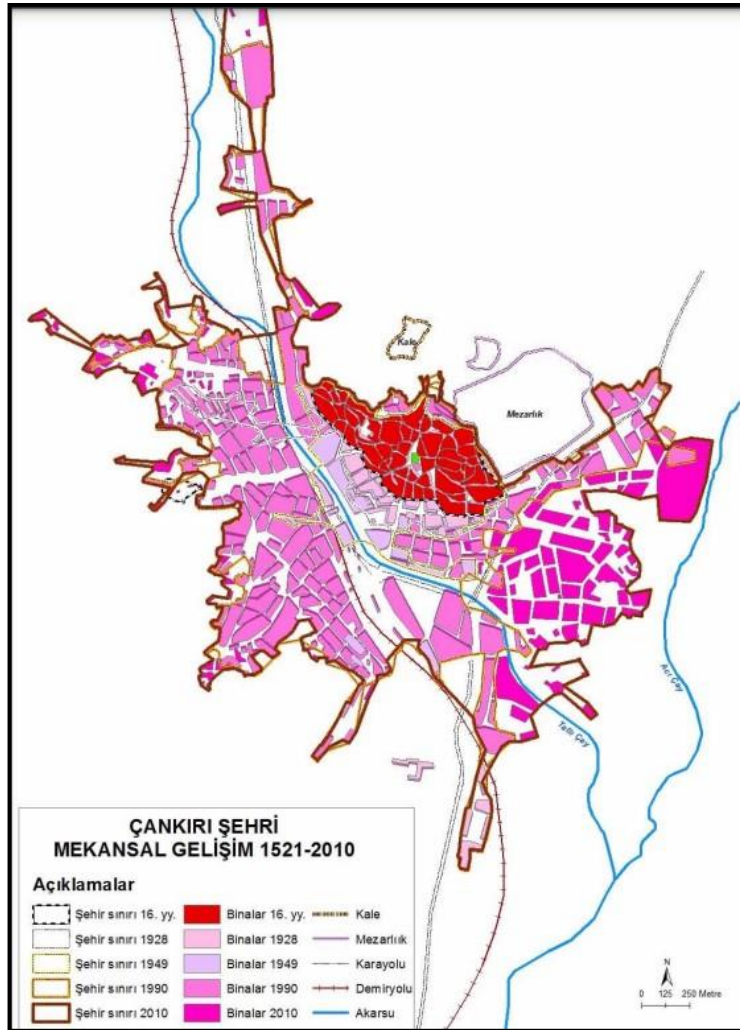 Kale
Mezarlık
Acı Çay
Tatlı Çay
ÇANKIRI ŞEHRİ
MEKANSAL GELİŞİM 1521-2010
Açıklamalar
Şehir sınırı 16. yy. Binalar 16. yy. Kale
Şehir sınırı 1928 Binalar 1928 Mezarlıık
Şehir sınırı 1949 Binalar 1949 Karayolu
Şehir sınırı 1990 Binalar 1990 Demiryolu
Şehir sınırı 2010 Binalar 2010 Akarsu
N
0 125 250 Metre